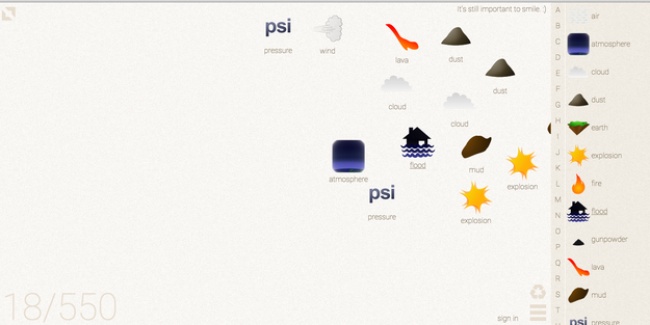 It's still important to smile. :)
psi
pressure
wind
lava
dust
dust
cloud
cloud
atmosphere
flood
mud
explosion
psi
pressure
explosion
18/550
sign in
A
B
C
D
E
F
G
H
I
J
K
L
M
N
O
P
Q
R
S
T
air
atmosphere
cloud
dust
earth
explosion
fire
flood
gunpowder
lava
mud
psi
pressure